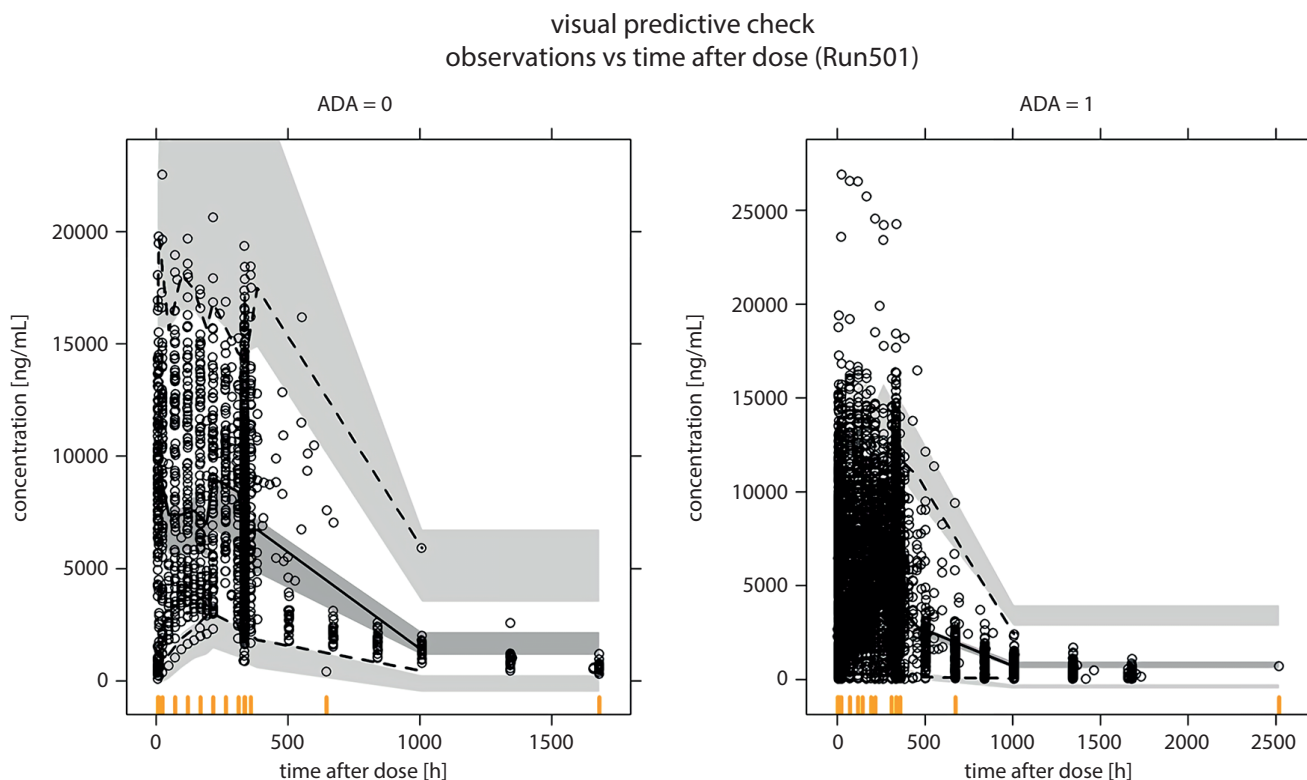 visual predictive check
observations vs time after dose (Run501)
ADA = 0
concentration [ng/mL]
20000
15000
10000
5000
0
0 500 1000 1500
time after dose [h]
ADA = 1
concentration [ng/mL]
25000
20000
15000
10000
5000
0
0 500 1000 1500 2000 2500
time after dose [h]